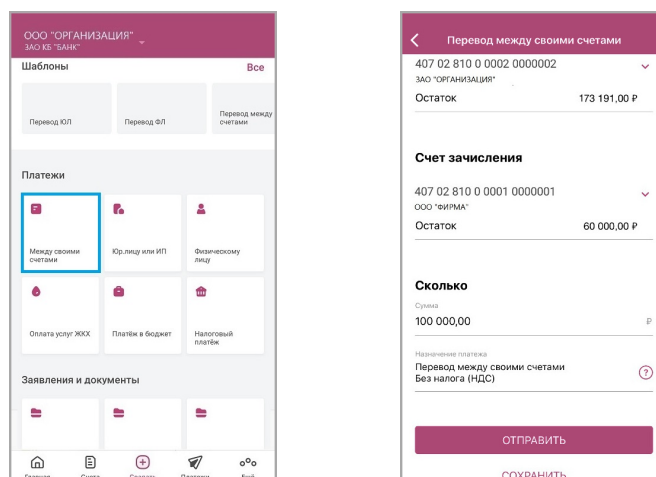 ООО "ОРГАНИЗАЦИЯ"
ЗАО КБ "БАНК"
Шаблоны
Все
Перевод ЮЛ
Перевод ФЛ
Перевод между
счетами
Платежи
Между своими
счетами
Юр.лицу или ИП
Физическому
лицу
Оплата услуг ЖКХ
Платёж в бюджет
Налоговый
платёж
Заявления и документы
Перевод между своими счетами
407 02 810 0 0002 0000002
ЗАО "ОРГАНИЗАЦИЯ"
Остаток
173 191,00 ₽
Счет зачисления
407 02 810 0 0001 0000001
ООО "ФИРМА"
Остаток
60 000,00 ₽
Сколько
Сумма
100 000,00
₽
Назначение платежа
Перевод между своими счетами
Без налога (НДС)
?
ОТПРАВИТЬ
СОХРАНИТЬ